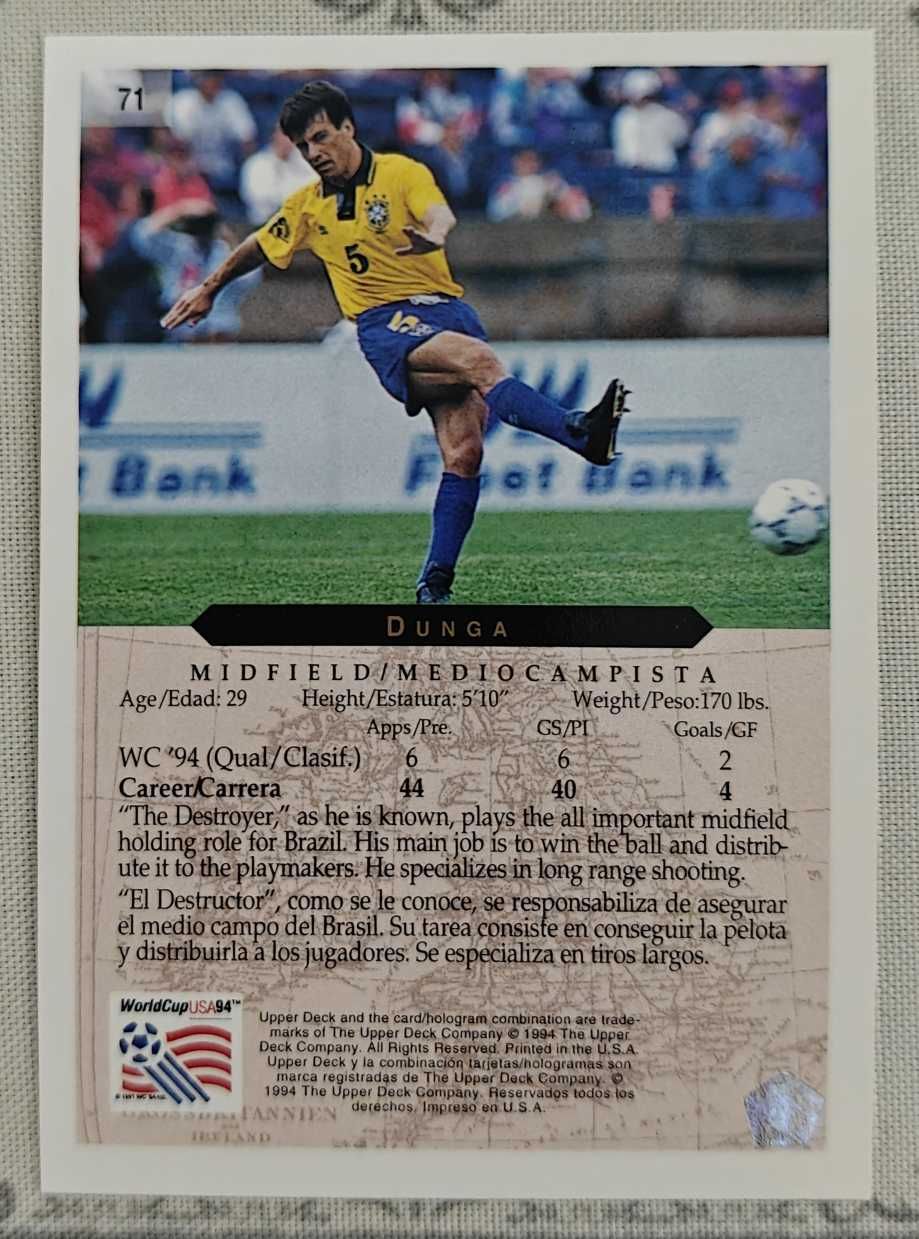 71
5
5
st Bank
First Bank
DUNGA
MIDFIELD/MEDIOCAMPISTA
Age/Edad: 29 Height/Estatura: 5'10" Weight/Peso:170 lbs.
Apps/Pre. GS/PI Goals/GF
WC '94 (Qual/Clasif.) 6 6 2
Career/Carrera 44 40 4
"The Destroyer," as he is known, plays the all important midfield
holding role for Brazil. His main job is to win the ball and distrib-
ute it to the playmakers. He specializes in long range shooting.
"El Destructor", como se le conoce, se responsabiliza de asegurar
el medio campo del Brasil. Su tarea consiste en conseguir la pelota
y distribuirla a los jugadores. Se especializa en tiros largos.
WorldCupUSA94™
Upper Deck and the card/hologram combination are trade-
marks of The Upper Deck Company © 1994 The Upper
Deck Company. All Rights Reserved. Printed in the U.S.A.
Upper Deck y la combinación tarjetas/hologramas son
marca registradas de The Upper Deck Company. ©
1994 The Upper Deck Company. Reservados todos los
derechos. Impreso en U.S.A.
GROSSBRITANNIEN
IRELAND